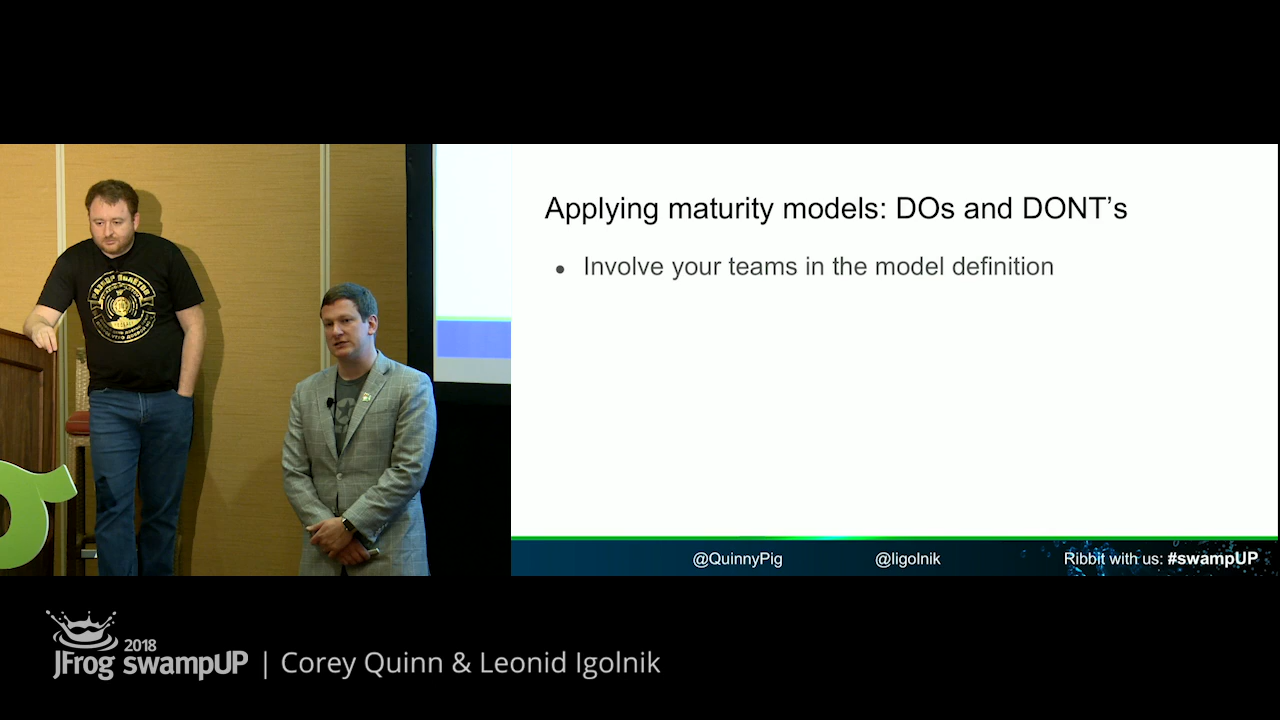 Applying maturity models: DOs and DONT's
• Involve your teams in the model definition
@QuinnyPig
@ligolnik
Ribbit with us: #swampUP
2018
JFrog swampUP | Corey Quinn & Leonid Igolnik